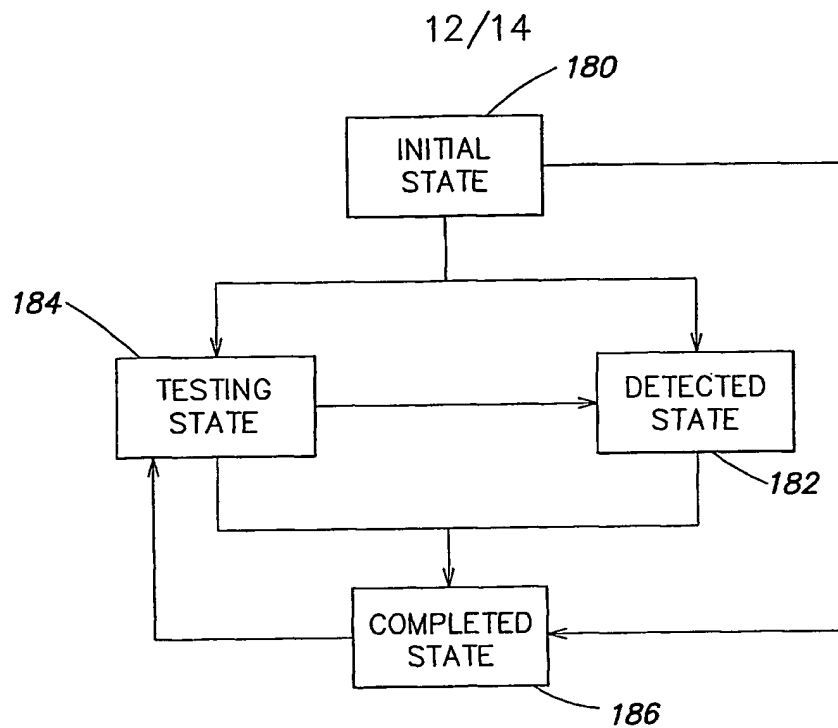 12/14
180
INITIAL
STATE
184
TESTING
STATE
DETECTED
STATE
182
COMPLETED
STATE
186